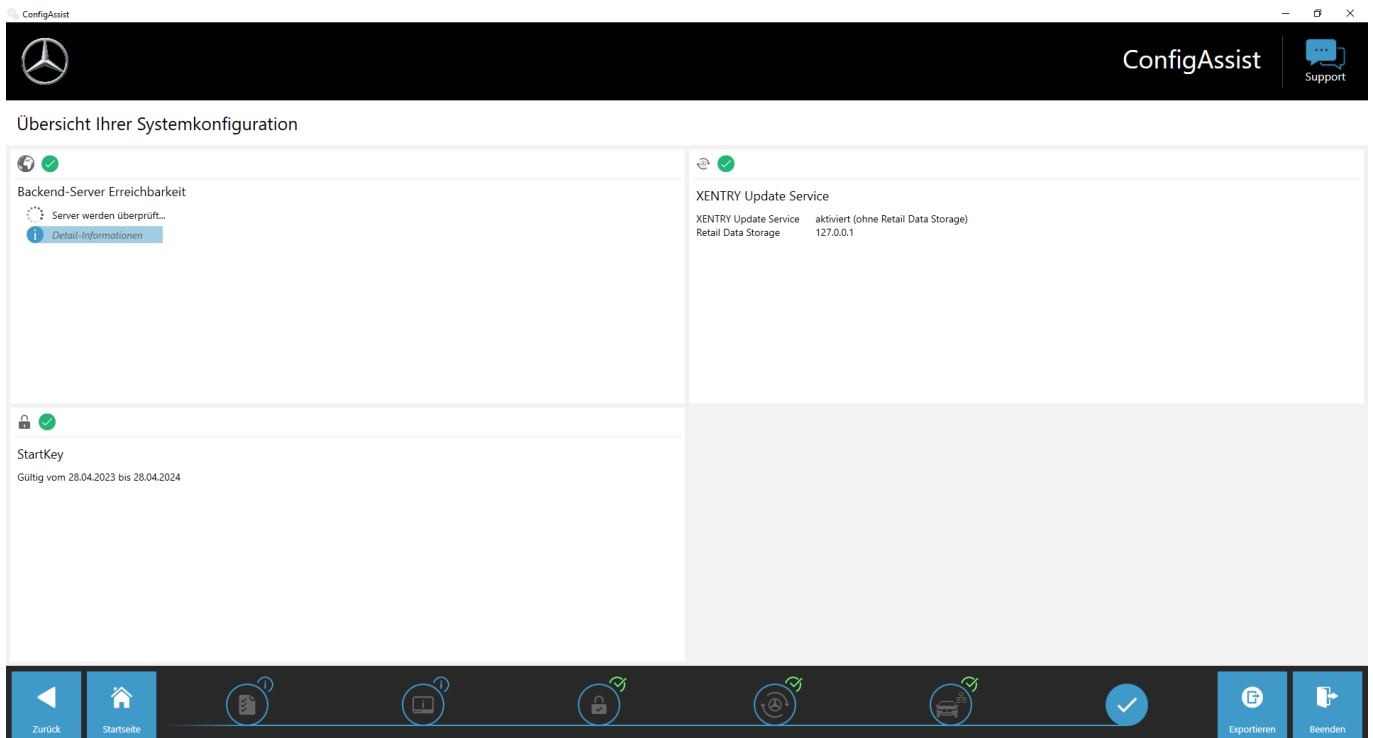 ConfigAssist
ConfigAssist
Support
Übersicht Ihrer Systemkonfiguration
Backend-Server Erreichbarkeit
Server werden überprüft...
Detail-Informationen
XENTRY Update Service
XENTRY Update Service aktiviert (ohne Retail Data Storage)
Retail Data Storage 127.0.0.1
StartKey
Gültig vom 28.04.2023 bis 28.04.2024
Zurück
Startseite
Exportieren
Beenden